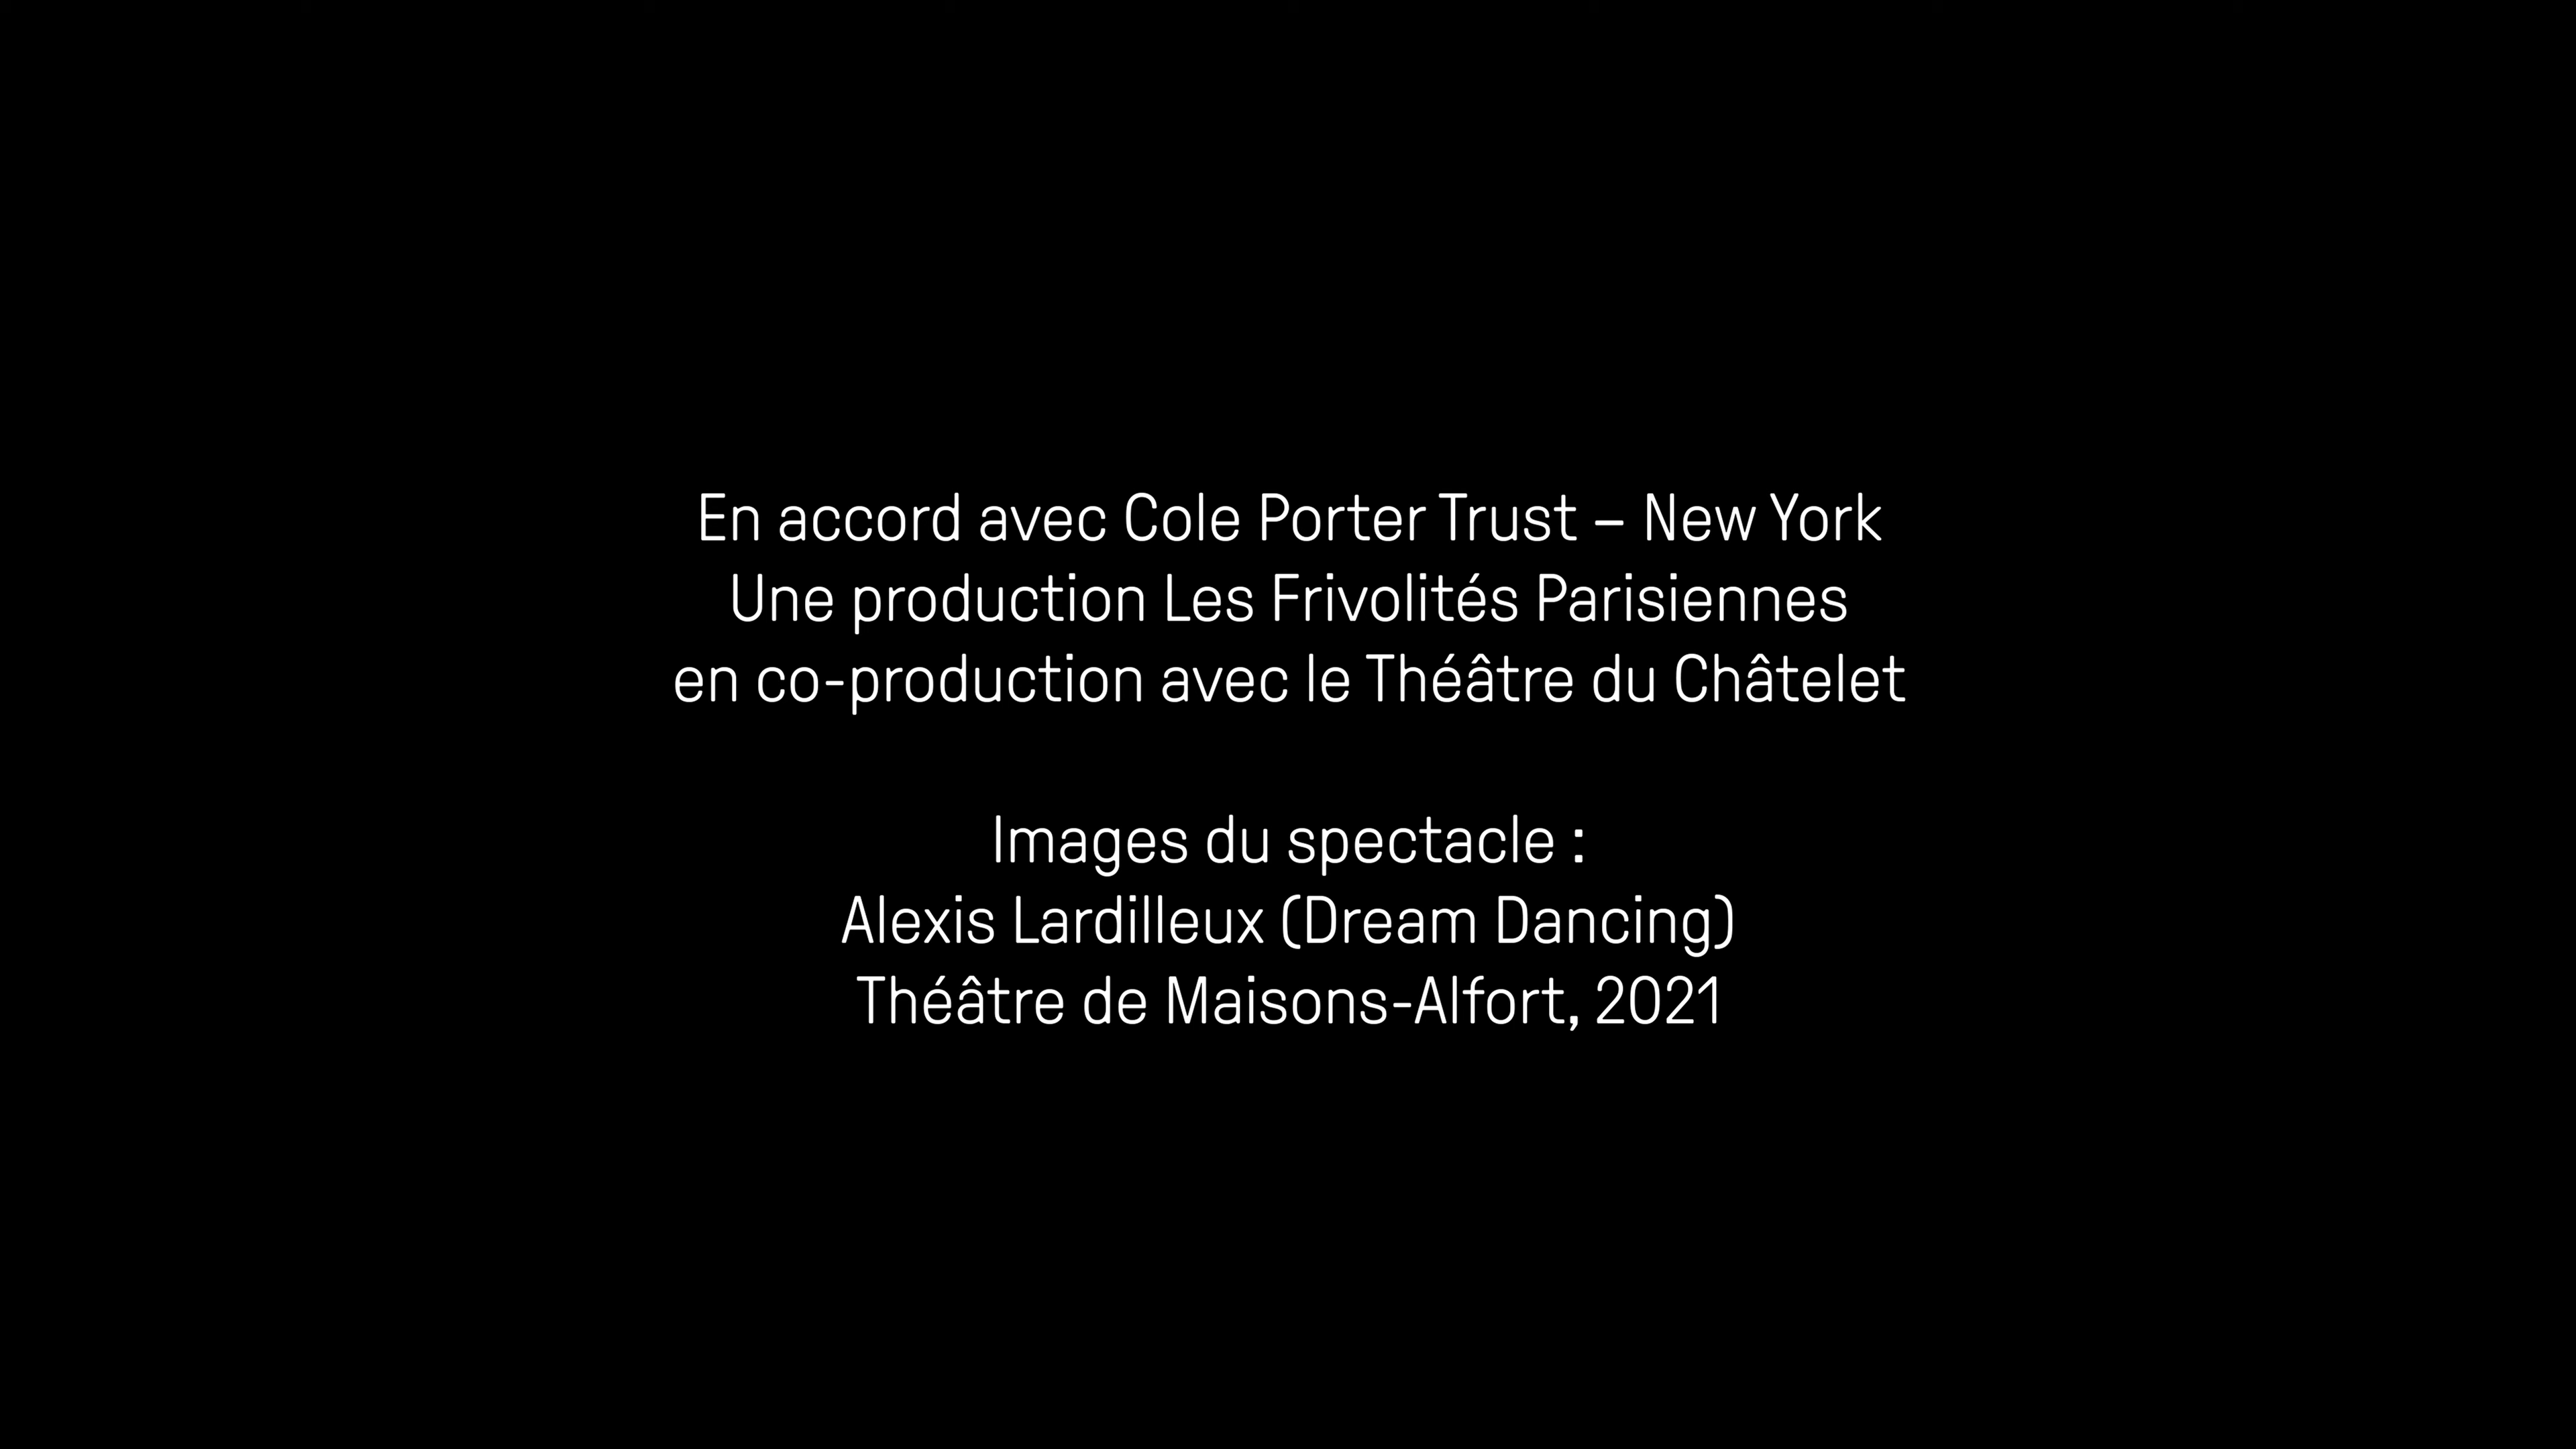 En accord avec Cole Porter Trust – New York
Une production Les Frivolités Parisiennes
en co-production avec le Théâtre du Châtelet
Images du spectacle :
Alexis Lardilleux (Dream Dancing)
Théâtre de Maisons-Alfort, 2021